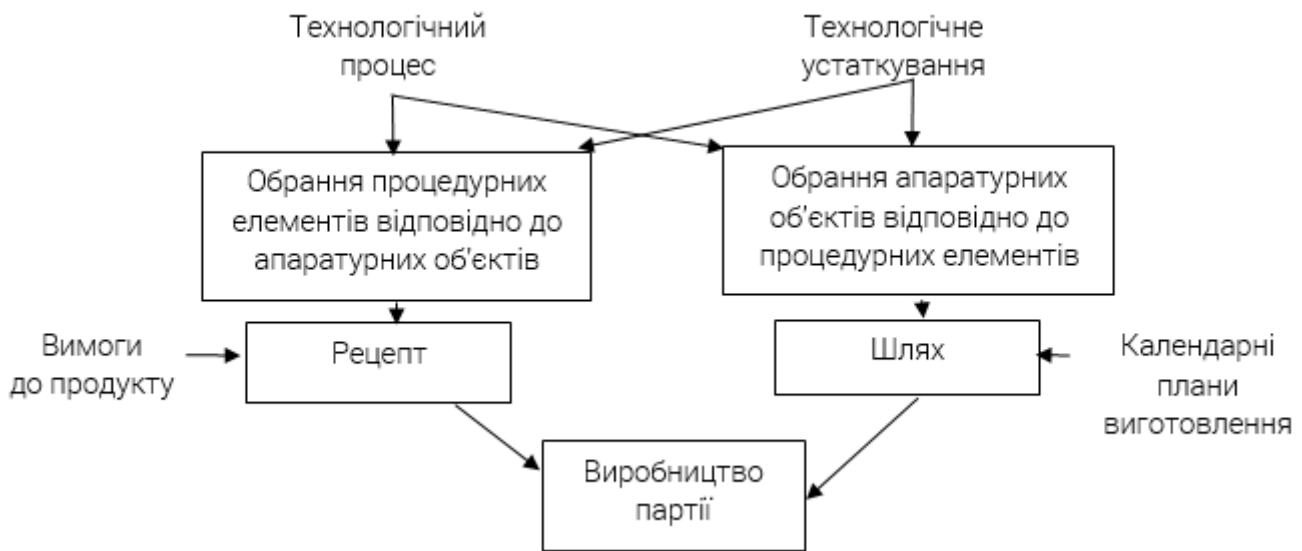 Технологічний
процес
Технологічне
устаткування
Обрання процедурних
елементів відповідно до
апаратурних об'єктів
Обрання апаратурних
об'єктів відповідно до
процедурних елементів
Вимоги
до продукту
Рецепт
Шлях
Календарні
плани
виготовлення
Виробництво
партії